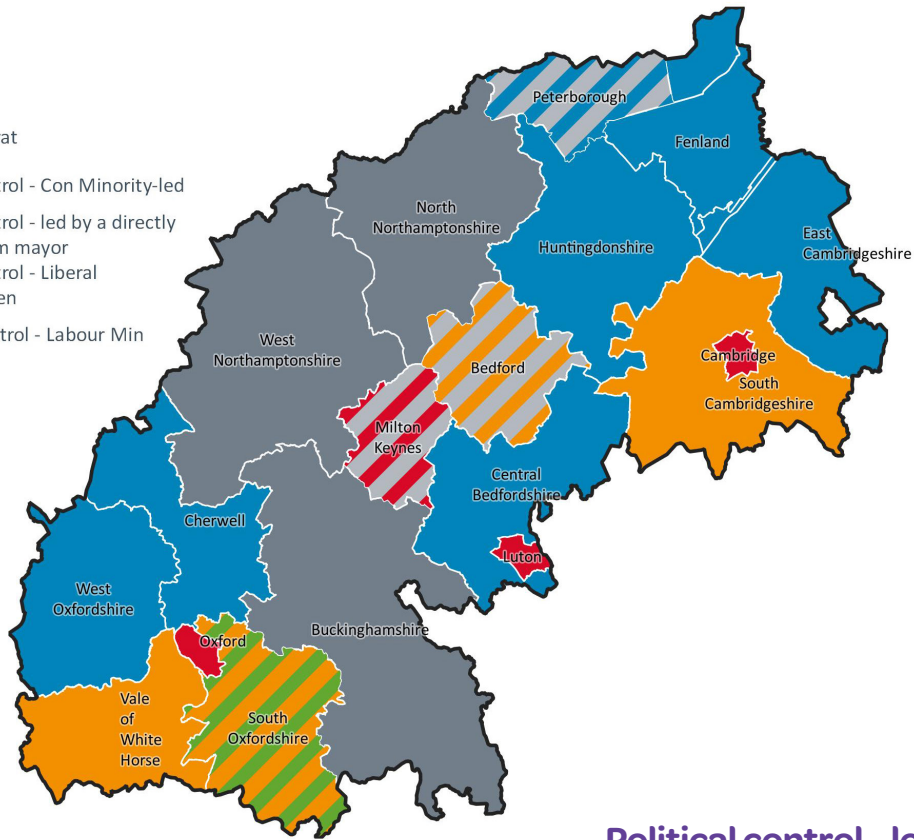 rol - Con Minority-led
rol - led by a directly
mayor
rol - Liberal
trol - Labour Min
Peterborough
Fenland
North
Northamptonshire
Huntingdonshire
East
Cambridgeshire
West
Northamptonshire
Bedford
Cambridge
South
Cambridgeshire
Milton
Keynes
Central
Bedfordshire
Cherwell
Luton
West
Oxfordshire
Buckinghamshire
Oxford
Vale
of
White
Horse
South
Oxfordshire
Political control - lo